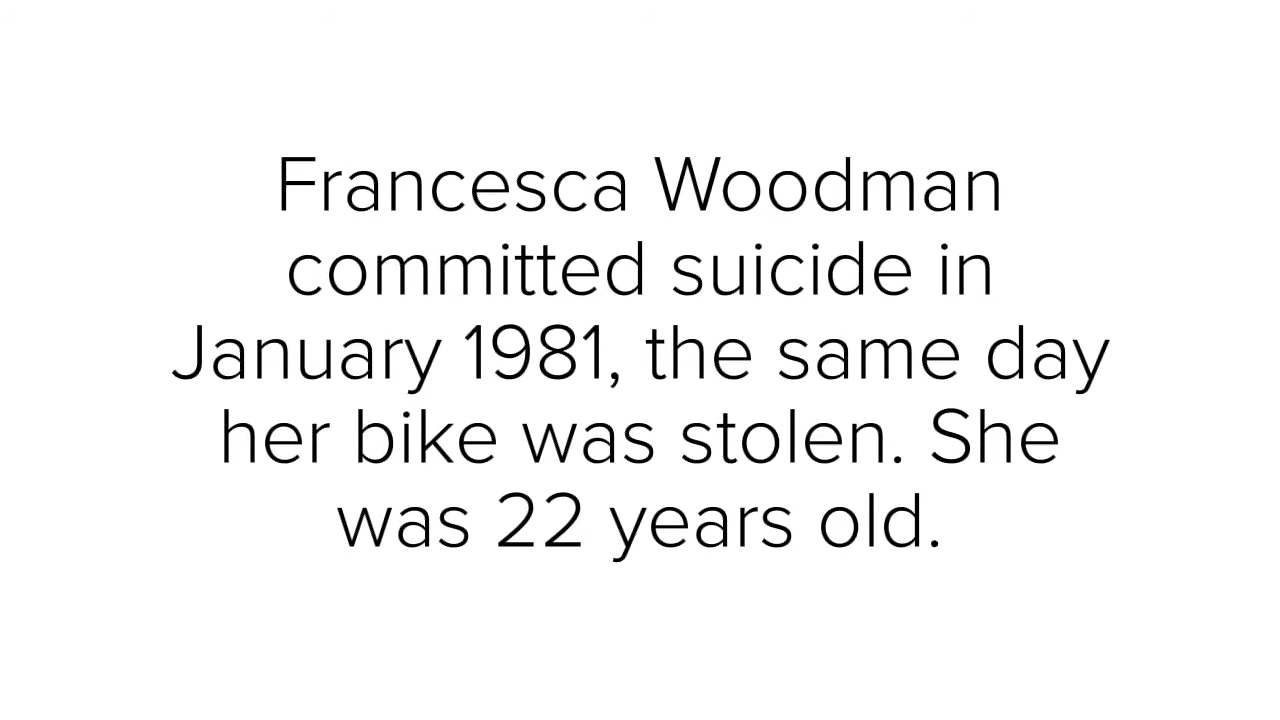 Francesca Woodman
committed suicide in
January 1981, the same day
her bike was stolen. She
was 22 years old.